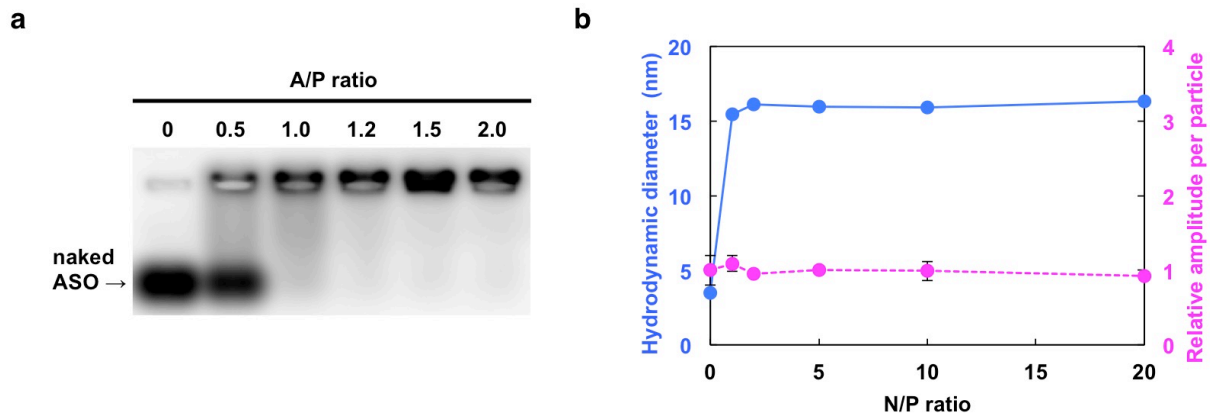 a
A/P ratio
0 0.5 1.0 1.2 1.5 2.0
naked
ASO →
b
Hydrodynamic diameter (nm)
20
15
10
5
0
0 5 10 15 20
N/P ratio
4
3
2
1
0
Relative amplitude per particle